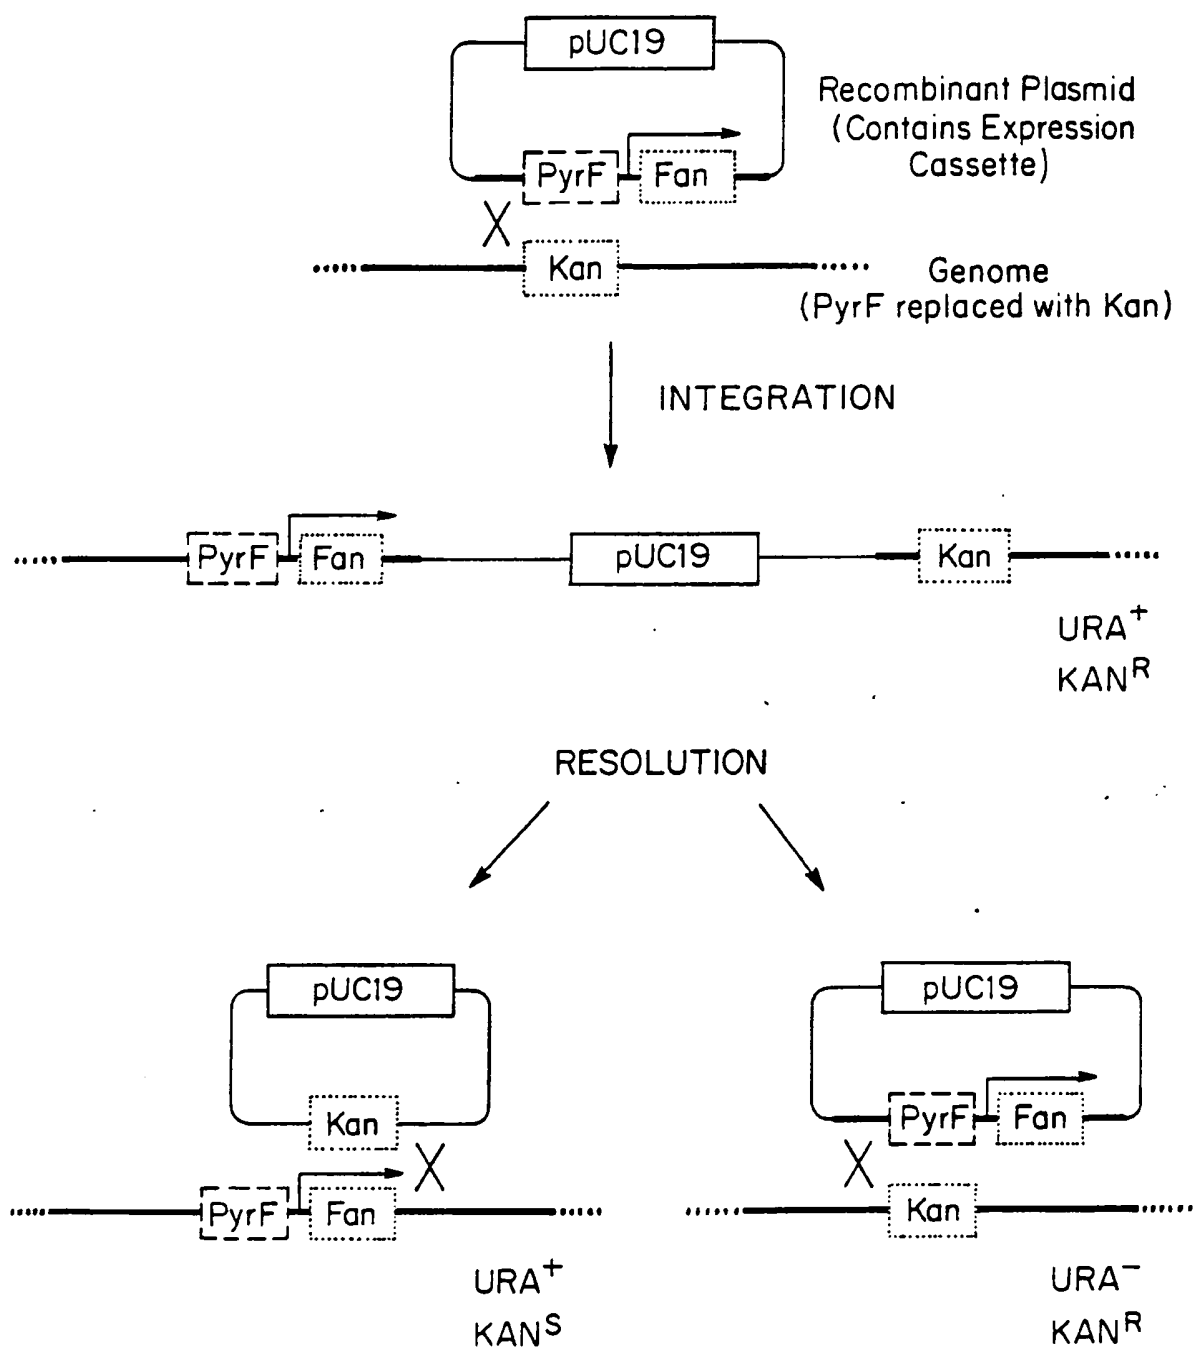 pUC19
Recombinant Plasmid
(Contains Expression
Cassette)
PyrF Fan
Kan
Genome
(PyrF replaced with Kan)
INTEGRATION
PyrF Fan pUC19 Kan
URA+
KANR
RESOLUTION
pUC19 pUC19
Kan PyrF Fan
PyrF Fan Kan
URA+ URA−
KANS KANR